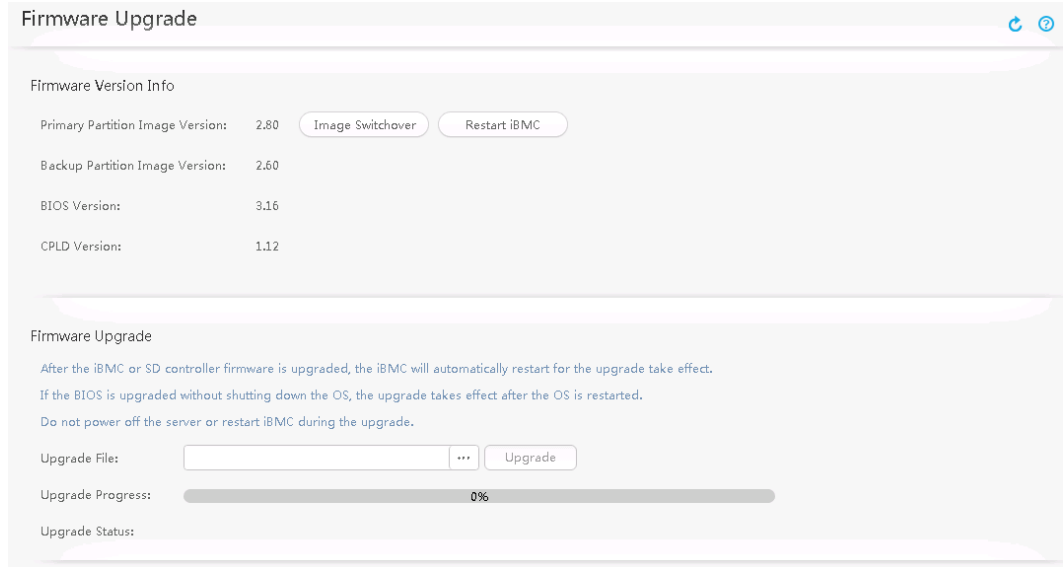 Firmware Upgrade
Firmware Version Info
Primary Partition Image Version: 2.80 Image Switchover Restart iBMC
Backup Partition Image Version: 2.60
BIOS Version: 3.16
CPLD Version: 1.12
Firmware Upgrade
After the iBMC or SD controller firmware is upgraded, the iBMC will automatically restart for the upgrade take effect.
If the BIOS is upgraded without shutting down the OS, the upgrade takes effect after the OS is restarted.
Do not power off the server or restart iBMC during the upgrade.
Upgrade File: ... Upgrade
Upgrade Progress: 0%
Upgrade Status: